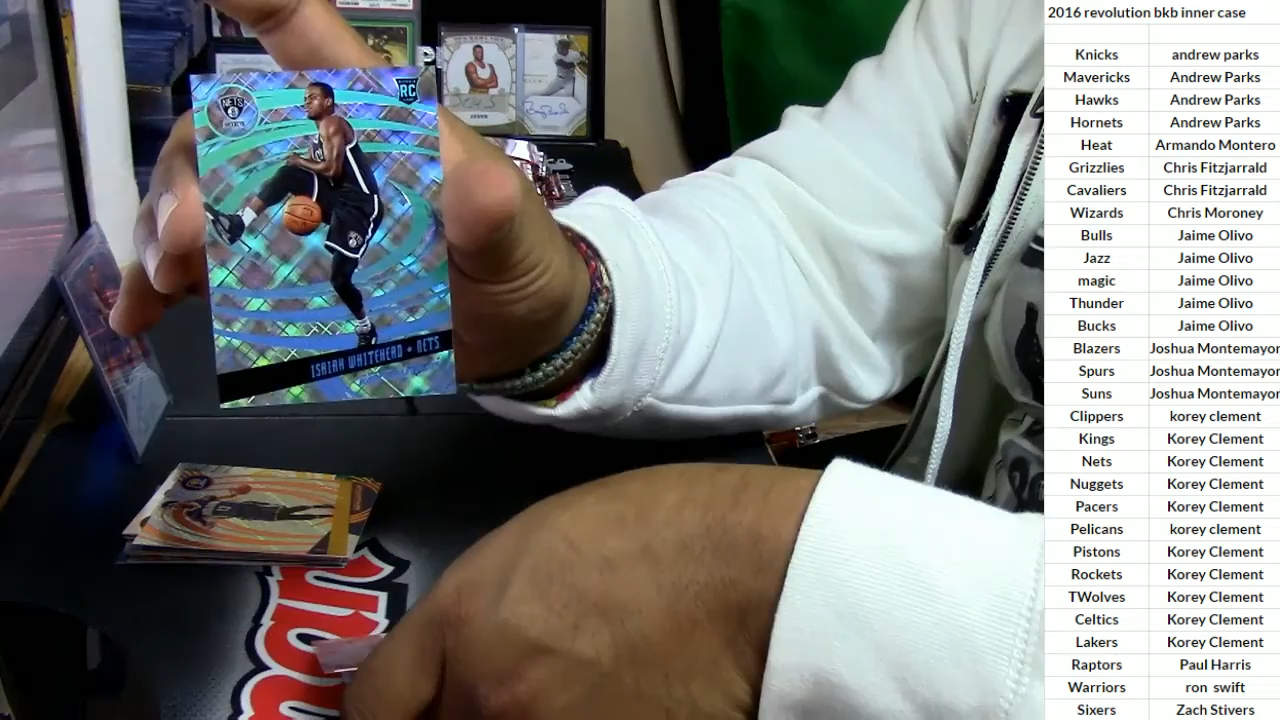 2016 revolution bkb inner case
Knicks andrew parks
Mavericks Andrew Parks
Hawks Andrew Parks
Hornets Andrew Parks
Heat Armando Montero
Grizzlies Chris Fitzjarrald
Cavaliers Chris Fitzjarrald
Wizards Chris Moroney
Bulls Jaime Olivo
Jazz Jaime Olivo
magic Jaime Olivo
Thunder Jaime Olivo
Bucks Jaime Olivo
Blazers Joshua Montemayor
Spurs Joshua Montemayor
Suns Joshua Montemayor
Clippers korey clement
Kings Korey Clement
Nets Korey Clement
Nuggets Korey Clement
Pacers Korey Clement
Pelicans korey clement
Pistons Korey Clement
Rockets Korey Clement
TWolves Korey Clement
Celtics Korey Clement
Lakers Korey Clement
Raptors Paul Harris
Warriors ron swift
Sixers Zach Stivers
NETS
RC
ISAIAH WHITEHEAD • NETS